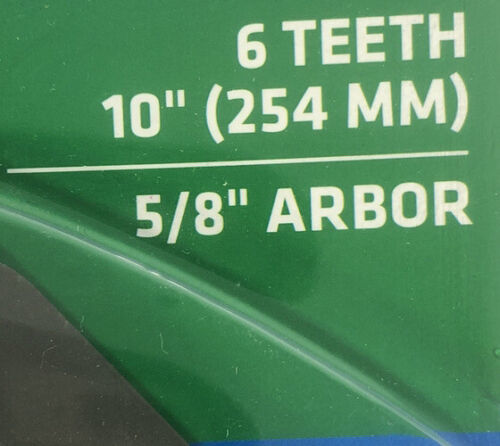 6 TEETH
10" (254 MM)
5/8" ARBOR